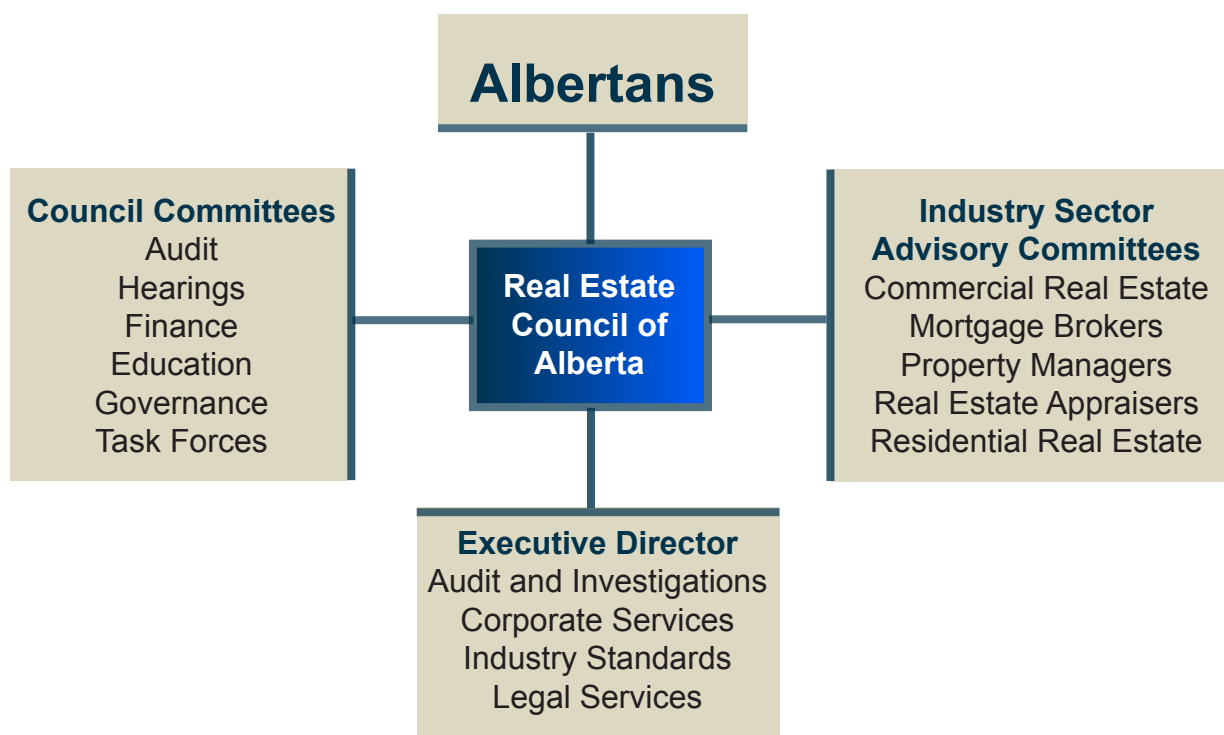 Albertans
Council Committees
Audit
Hearings
Finance
Education
Governance
Task Forces
Real Estate
Council of
Alberta
Industry Sector
Advisory Committees
Commercial Real Estate
Mortgage Brokers
Property Managers
Real Estate Appraisers
Residential Real Estate
Executive Director
Audit and Investigations
Corporate Services
Industry Standards
Legal Services